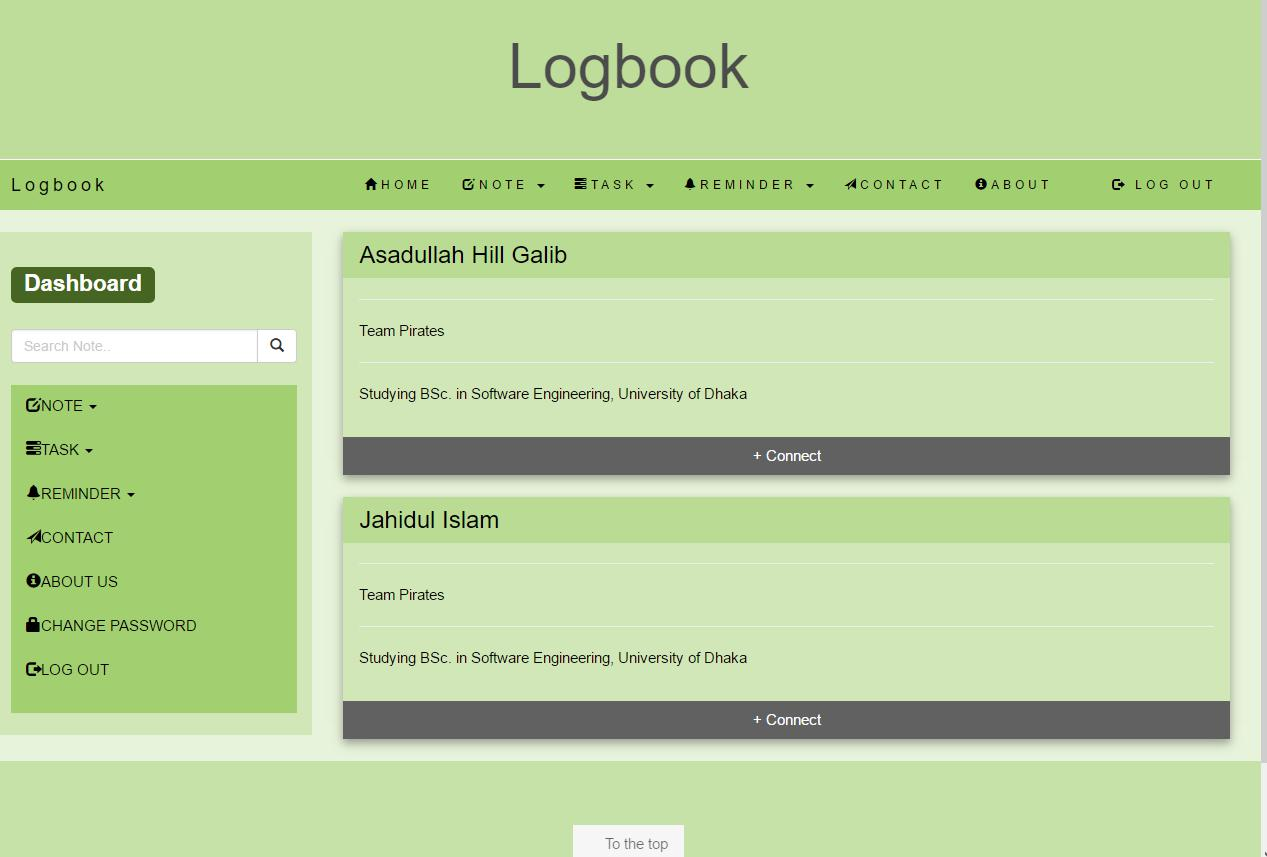 Logbook
Logbook
HOME
NOTE
TASK
REMINDER
CONTACT
ABOUT
LOG OUT
Dashboard
Search Note..
NOTE
TASK
REMINDER
CONTACT
ABOUT US
CHANGE PASSWORD
LOG OUT
Asadullah Hill Galib
Team Pirates
Studying BSc. in Software Engineering, University of Dhaka
+ Connect
Jahidul Islam
Team Pirates
Studying BSc. in Software Engineering, University of Dhaka
+ Connect
To the top